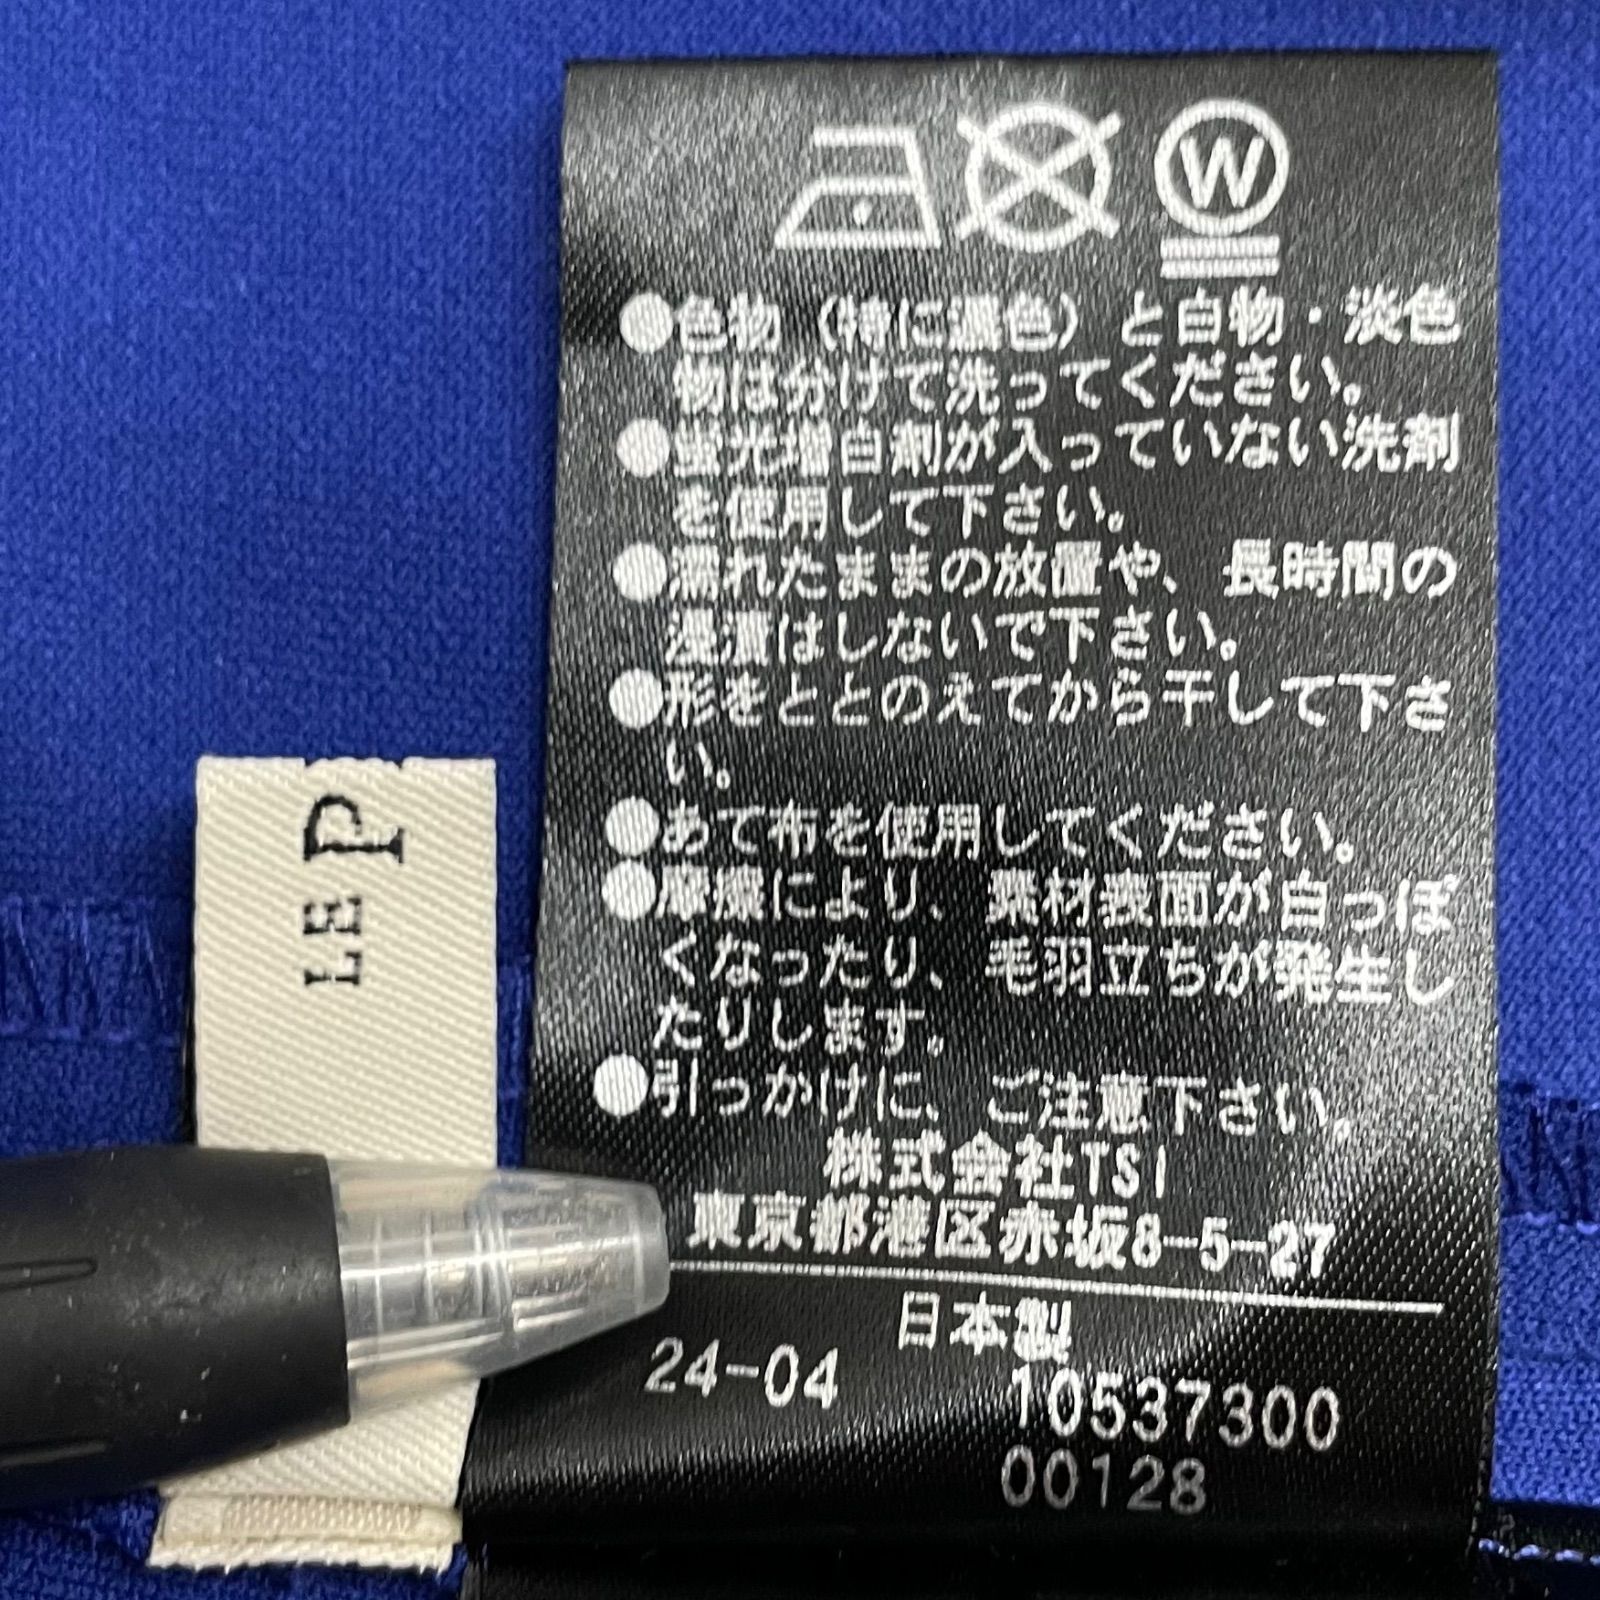 W
●色物（特に濃色）と白物・淡色
物は分けて洗ってください。
●蛍光増白剤が入っていない洗剤
を使用して下さい。
●濡れたままの放置や、長時間の
浸漬はしないで下さい。
●形をととのえてから干して下さ
い。
●あて布を使用してください。
●摩擦により、素材表面が白っぽ
くなったり、毛羽立ちが発生し
たりします。
●引っかけに、ご注意下さい。
株式会社TSI
東京都港区赤坂8-5-27
日本製
24-04 10537300
00128
LE P